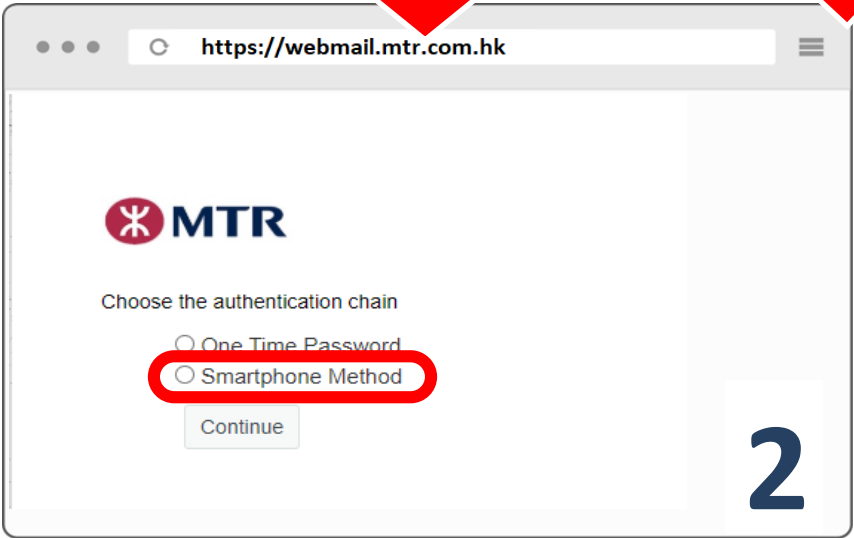 https://webmail.mtr.com.hk
MTR
Choose the authentication chain
One Time Password
Smartphone Method
Continue
2